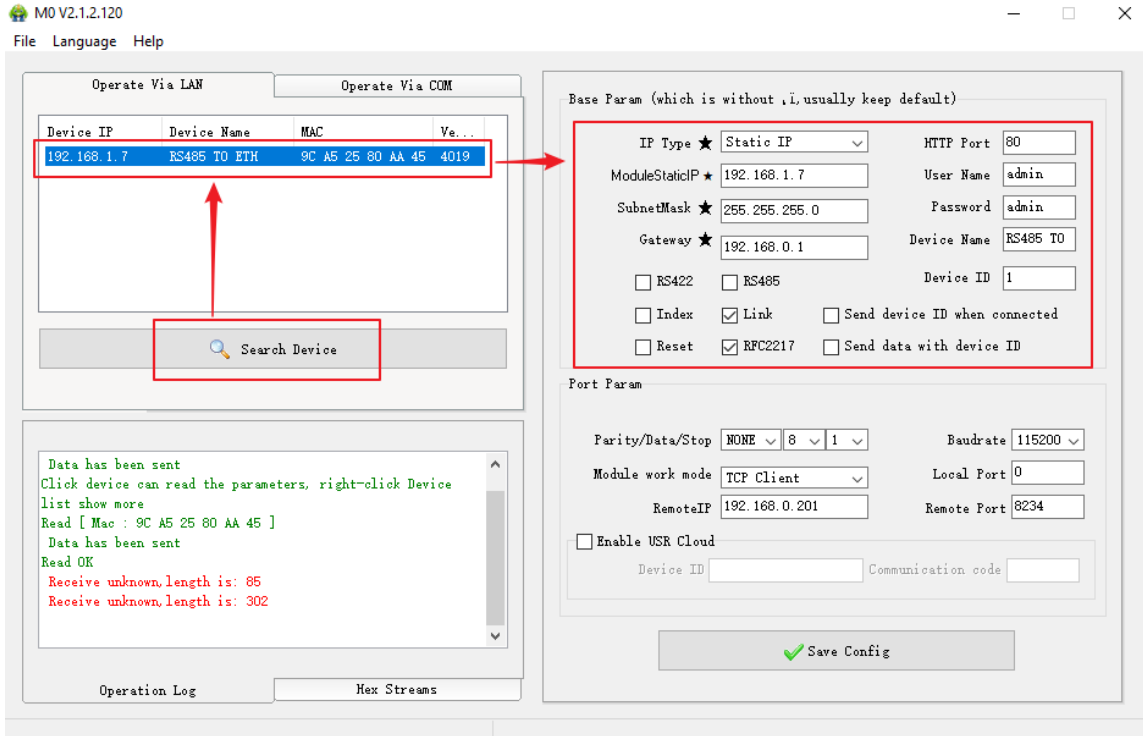 M0 V2.1.2.120
File Language Help
Operate Via LAN Operate Via COM
Device IP Device Name MAC Ve...
192.168.1.7 RS485 TO ETH 9C A5 25 80 AA 45 4019
Search Device
Data has been sent
Click device can read the parameters, right-click Device
list show more
Read [ Mac : 9C A5 25 80 AA 45 ]
Data has been sent
Read OK
Receive unknown,length is: 85
Receive unknown,length is: 302
Operation Log Hex Streams
Base Param (which is without ¸ï,usually keep default)
IP Type ★ Static IP HTTP Port 80
ModuleStaticIP ★ 192.168.1.7 User Name admin
SubnetMask ★ 255.255.255.0 Password admin
Gateway ★ 192.168.0.1 Device Name RS485 TO
RS422 RS485 Device ID 1
Index Link Send device ID when connected
Reset RFC2217 Send data with device ID
Port Param
Parity/Data/Stop NONE 8 1 Baudrate 115200
Module work mode TCP Client Local Port 0
RemoteIP 192.168.0.201 Remote Port 8234
Enable USR Cloud
Device ID Communication code
Save Config